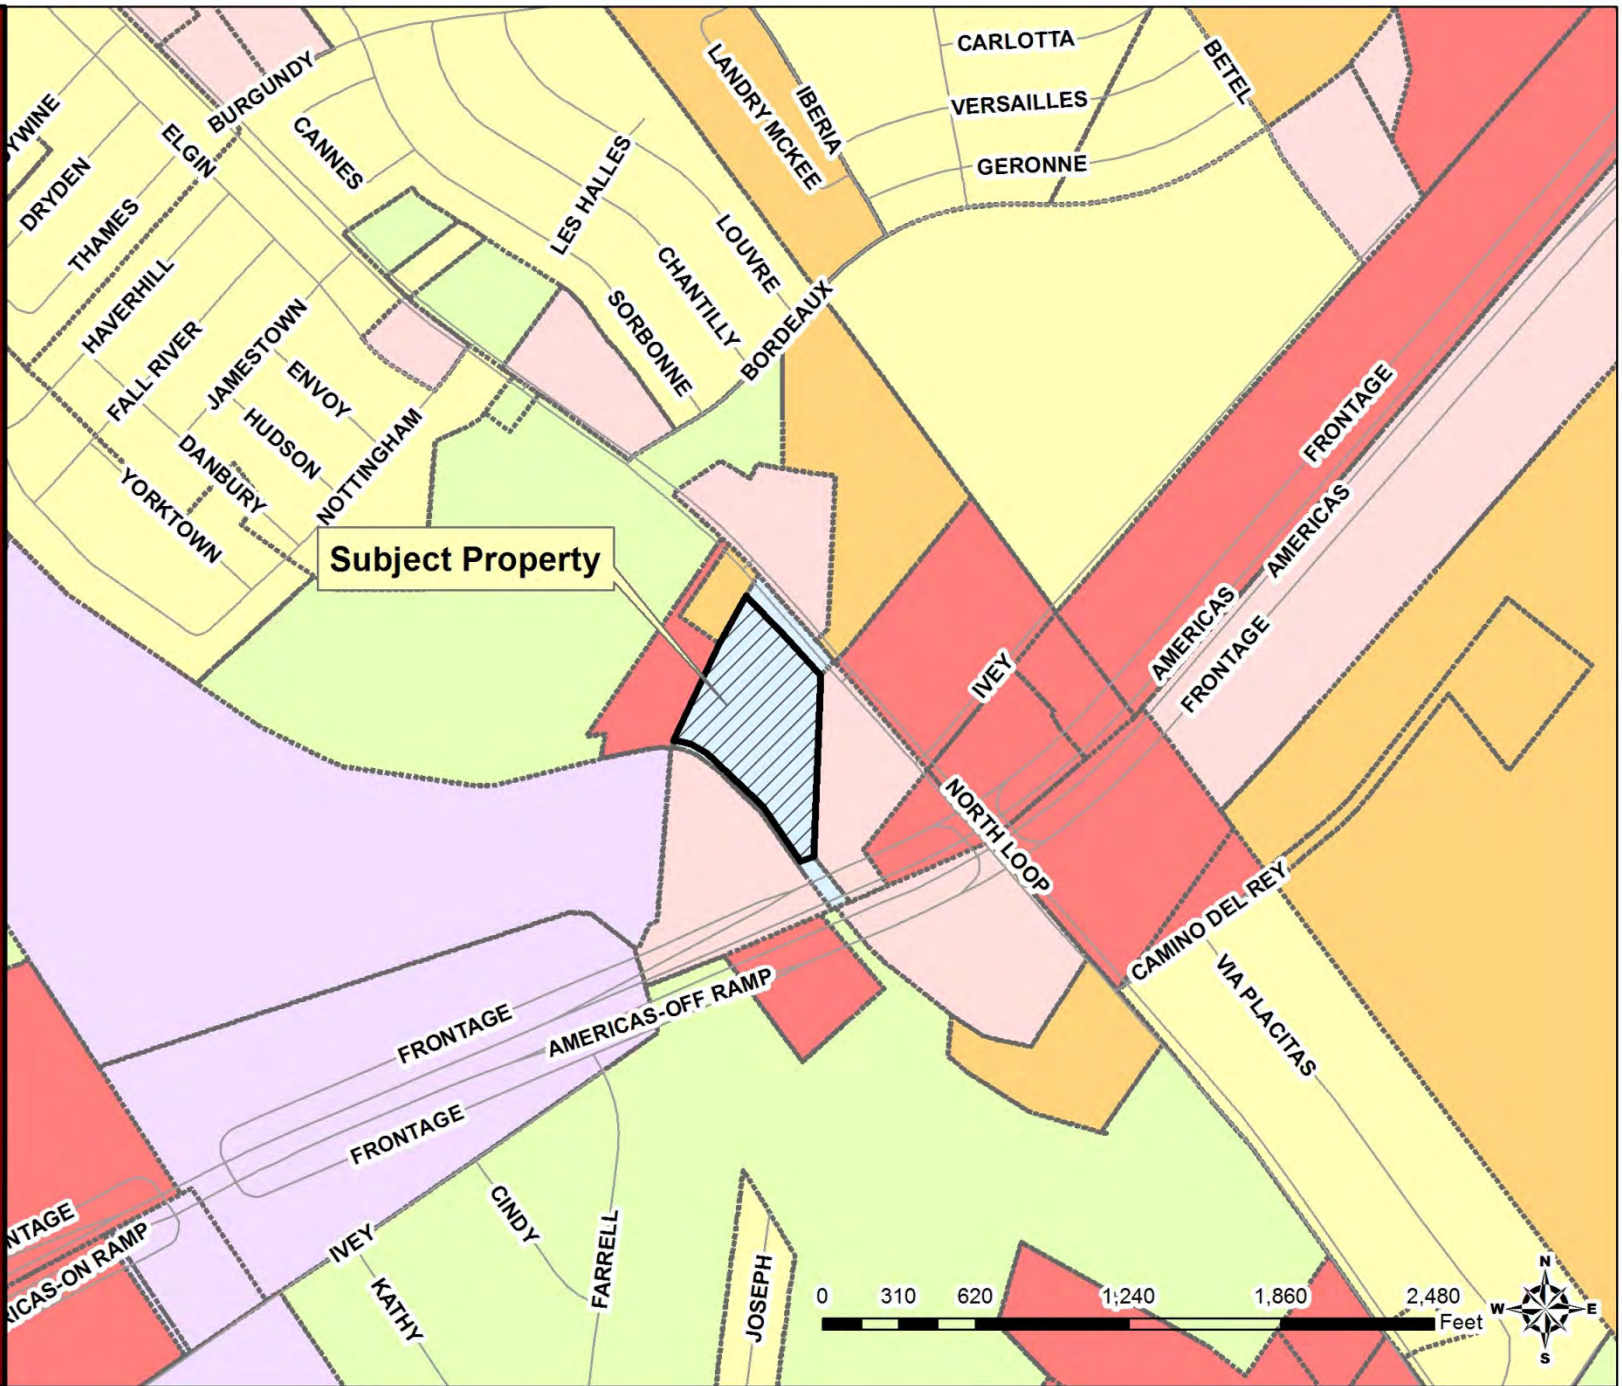 CARLOTTA
BETEL
LANDRY MCKEE
IBERIA
BURGUNDY
VERSAILLES
ELGIN
CANNES
DRYDEN
GERONNE
THAMES
LES HALLES
LOUVRE
HAVERHILL
CHANTILLY
SORBONNE
BORDEAUX
FALL RIVER
JAMESTOWN
ENVOY
HUDSON
DANBURY
NOTTINGHAM
YORKTOWN
FRONTAGE
AMERICAS
Subject Property
AMERICAS
FRONTAGE
IVEY
NORTH LOOP
CAMINO DEL REY
VIA PLACITAS
FRONTAGE
AMERICAS-OFF RAMP
FRONTAGE
CINDY
FARRELL
IVEY
KATHY
JOSEPH
0 310 620 1,240 1,860 2,480
Feet
N
W E
S